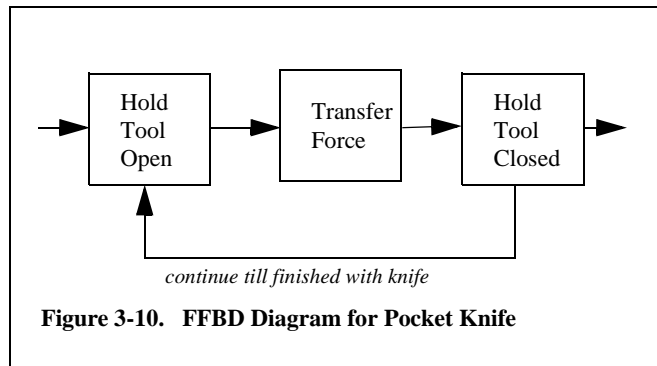 Hold
Tool
Open
Transfer
Force
Hold
Tool
Closed
continue till finished with knife
Figure 3-10. FFBD Diagram for Pocket Knife